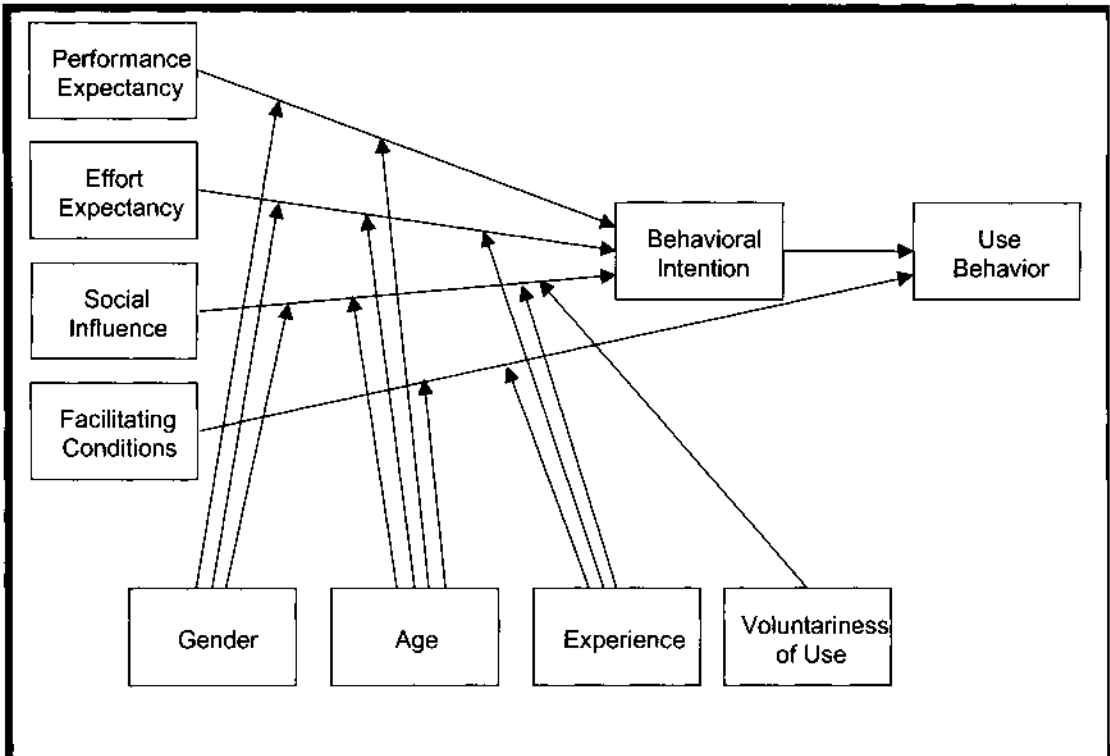 Performance
Expectancy
Effort
Expectancy
Social
Influence
Facilitating
Conditions
Behavioral
Intention
Use
Behavior
Gender
Age
Experience
Voluntariness
of Use